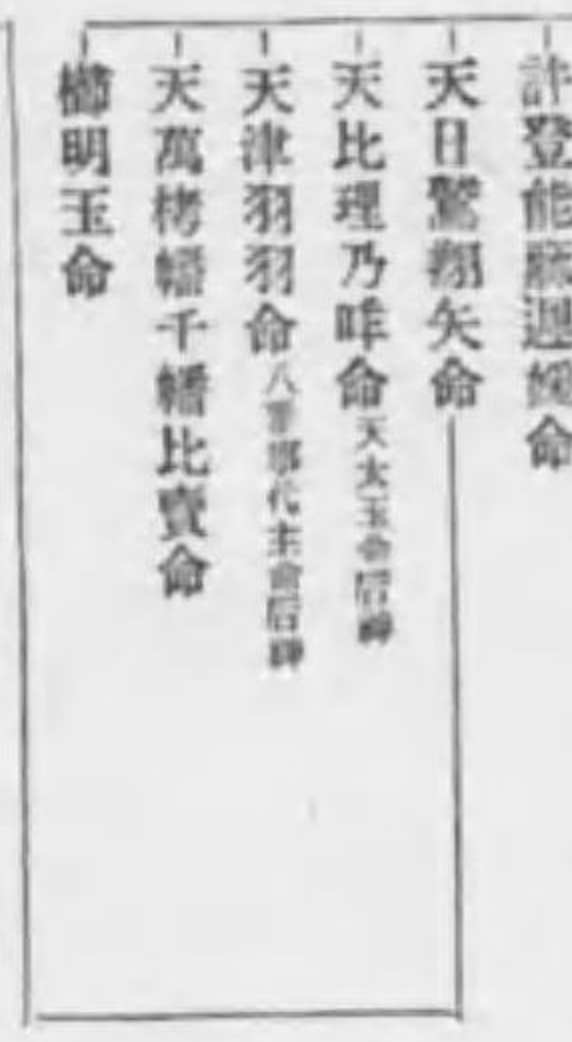 許登能麻遅媛命
天日鷲翔矢命
天比理乃咩命 天太玉命后神
天津羽羽命 八重事代主命后神
天萬栲幡千幡比賣命
櫛明玉命